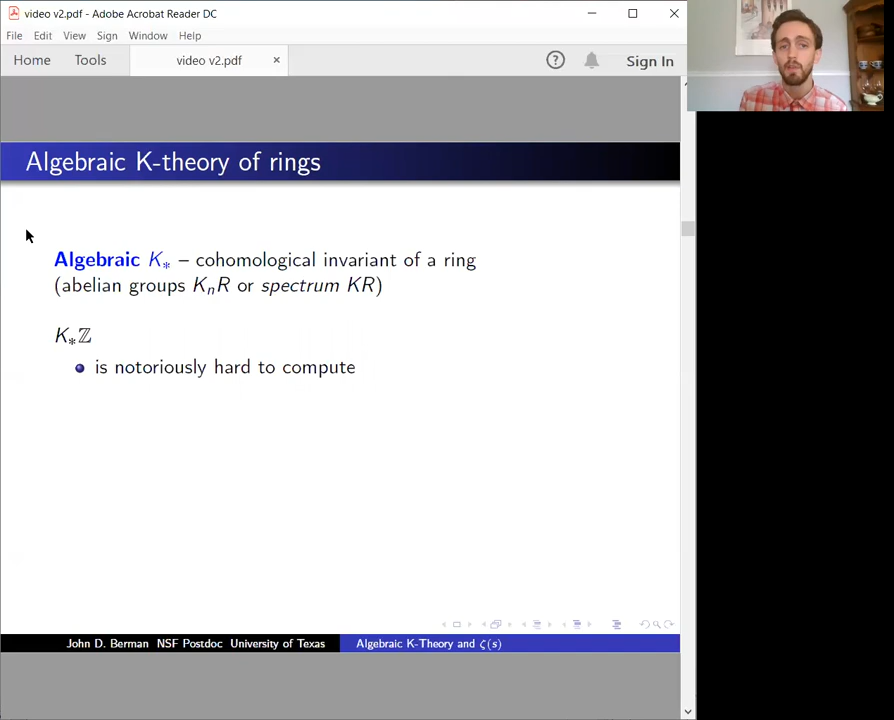 video v2.pdf - Adobe Acrobat Reader DC
File Edit View Sign Window Help
Home Tools video v2.pdf × Sign In
Algebraic K-theory of rings
Algebraic K∗ – cohomological invariant of a ring
(abelian groups KₙR or spectrum KR)
K∗ℤ
is notoriously hard to compute
John D. Berman NSF Postdoc University of Texas Algebraic K-Theory and ζ(s)